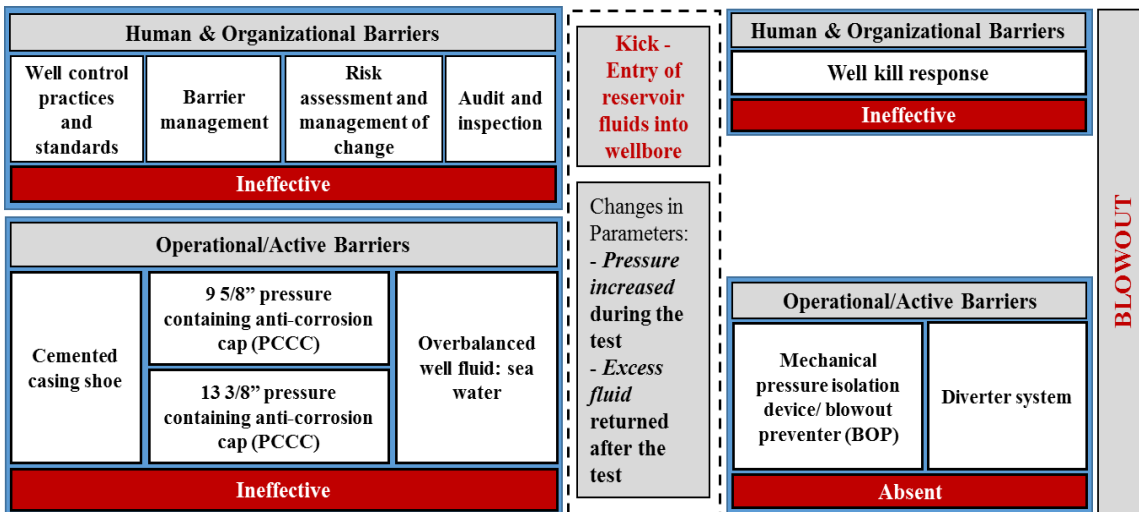 Human & Organizational Barriers
Well control
practices
and
standards
Barrier
management
Risk
assessment and
management of
change
Audit and
inspection
Ineffective
Operational/Active Barriers
Cemented
casing shoe
9 5/8” pressure
containing anti-corrosion
cap (PCCC)
13 3/8” pressure
containing anti-corrosion
cap (PCCC)
Overbalanced
well fluid: sea
water
Ineffective
Kick -
Entry of
reservoir
fluids into
wellbore
Changes in
Parameters:
- Pressure
increased
during the
test
- Excess
fluid
returned
after the
test
Human & Organizational Barriers
Well kill response
Ineffective
Operational/Active Barriers
Mechanical
pressure isolation
device/ blowout
preventer (BOP)
Diverter system
Absent
BLOWOUT